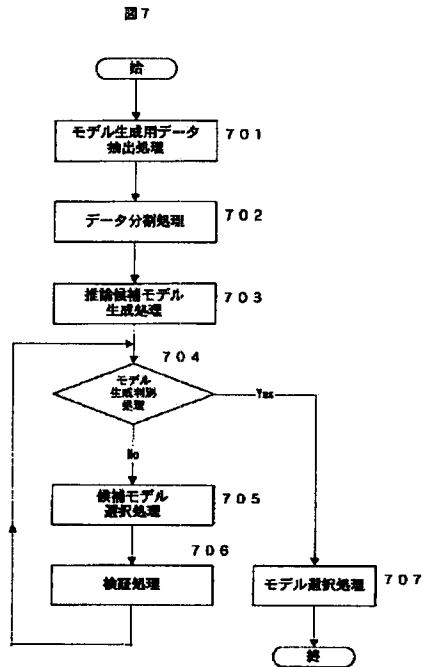 図７
始
モデル生成用データ
抽出処理
７０１
データ分割処理
７０２
推論候補モデル
生成処理
７０３
７０４
モデル
生成判別
処理
Yes
No
候補モデル
選択処理
７０５
７０６
検証処理
モデル選択処理
７０７
終